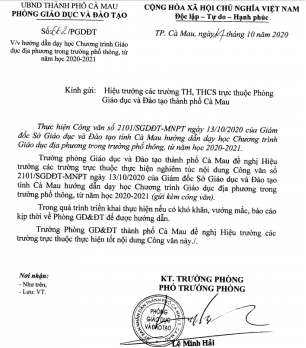 UBND THÀNH PHỐ CÀ MAU
PHÒNG GIÁO DỤC VÀ ĐÀO TẠO
CỘNG HÒA XÃ HỘI CHỦ NGHĨA VIỆT NAM
Độc lập - Tự do - Hạnh phúc
Số: /PGDĐT
V/v hướng dẫn dạy học Chương trình Giáo
dục địa phương trong trường phổ thông, từ
năm học 2020-2021
TP. Cà Mau, ngày 14 tháng 10 năm 2020
Kính gửi: Hiệu trưởng các trường TH, THCS trực thuộc Phòng
Giáo dục và Đào tạo thành phố Cà Mau
Thực hiện Công văn số 2101/SGDĐT-MNPT ngày 13/10/2020 của Giám
đốc Sở Giáo dục và Đào tạo tỉnh Cà Mau hướng dẫn dạy học Chương trình Giáo
dục địa phương trong trường phổ thông, từ năm học 2020-2021.
Trưởng phòng Giáo dục và Đào tạo thành phố Cà Mau đề nghị Hiệu
trưởng các trường trực thuộc thực hiện nghiêm túc nội dung Công văn số
2101/SGDĐT-MNPT ngày 13/10/2020 của Giám đốc Sở Giáo dục và Đào tạo
tỉnh Cà Mau hướng dẫn dạy học Chương trình Giáo dục địa phương trong
trường phổ thông, từ năm học 2020-2021 (gửi kèm công văn).
Trong quá trình triển khai thực hiện nếu có khó khăn, vướng mắc, báo cáo
kịp thời về Phòng GD&ĐT để được hướng dẫn.
Trưởng Phòng GD&ĐT thành phố Cà Mau đề nghị Hiệu trưởng các
trường trực thuộc thực hiện tốt nội dung Công văn này./.
Nơi nhận:
- Như trên;
- Lưu: VT.
KT. TRƯỞNG PHÒNG
PHÓ TRƯỞNG PHÒNG
PHÒNG
GIÁO DỤC
VÀ ĐÀO TẠO
Lê Minh Hải